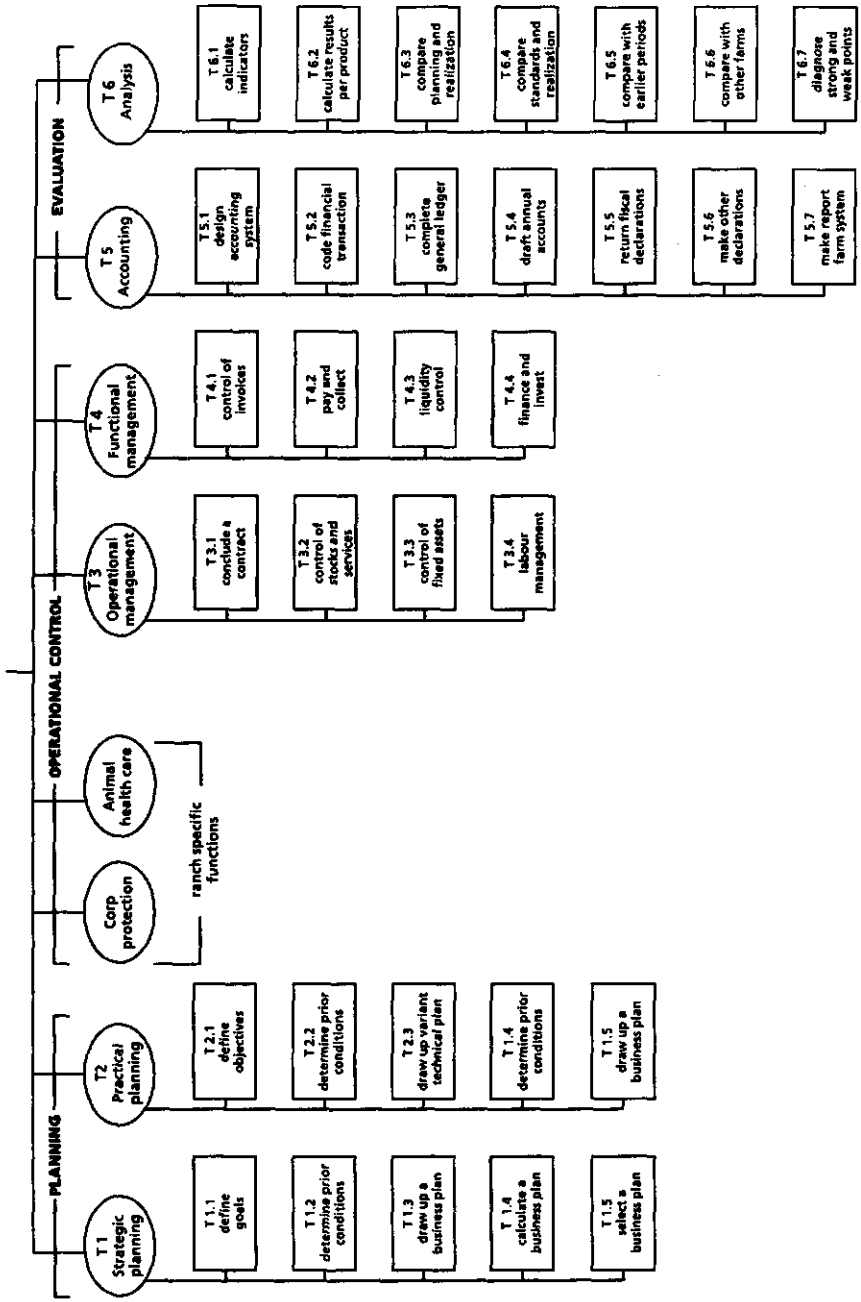 PLANNING
OPERATIONAL CONTROL
EVALUATION
T 1
Strategic
planning
T 1.1
define
goals
T 1.2
determine prior
conditions
T 1.3
draw up a
business plan
T 1.4
calculate a
business plan
T 1.5
select a
business plan
T2
Practical
planning
T 2.1
define
objectives
T 2.2
determine prior
conditions
T 2.3
draw up variant
technical plan
T 1.4
determine prior
conditions
T 1.5
draw up a
business plan
Corp
protection
Animal
health care
ranch specific
functions
T 3
Operational
management
T 3.1
conclude a
contract
T 3.2
control of
stocks and
services
T 3.3
control of
fixed assets
T 3.4
labour
management
T 4
Functional
management
T 4.1
control of
invoices
T 4.2
pay and
collect
T 4.3
liquidity
control
T 4.4
finance and
invest
T 5
Accounting
T 5.1
design
accounting
system
T 5.2
code financial
transaction
T 5.3
complete
general ledger
T 5.4
draft annual
accounts
T 5.5
return fiscal
declarations
T 5.6
make other
declarations
T 5.7
make report
farm system
T 6
Analysis
T 6.1
calculate
indicators
T 6.2
calculate results
per product
T 6.3
compare
planning and
realization
T 6.4
compare
standards and
realization
T 6.5
compare with
earlier periods
T 6.6
compare with
other farms
T 6.7
diagnose
strong and
weak points